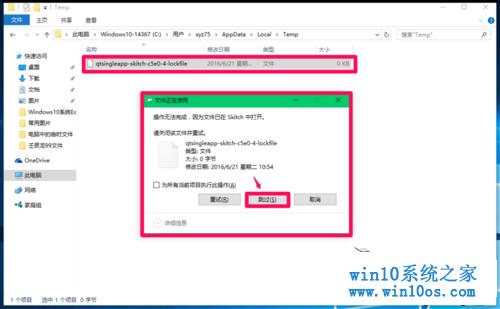 Temp
文件
主页
共享
查看
此电脑 > Windows10-14367 (C:) > 用户 > xyz75 > AppData > Local > Temp
搜索"Temp"
名称
修改日期
类型
大小
qtsingleapp-skitch-c5e0-4-lockfile
2016/6/21 星期...
文件
0 KB
快速访问
桌面
下载
文档
图片
Windows10系统Ec
常用图片
电脑中的临时文件
壬辰龙99文件
OneDrive
此电脑
网络
家庭组
文件正在使用
操作无法完成，因为文件已在 Skitch 中打开。
请关闭该文件并重试。
qtsingleapp-skitch-c5e0-4-lockfile
类型: 文件
大小: 0 字节
修改日期: 2016/6/21 星期二 10:54
为所有当前项目执行此操作(A)
重试(R)
跳过(S)
取消
详细信息
1 个项目
选中 1 个项目 0 字节
win10系统之家
www.win10os.com